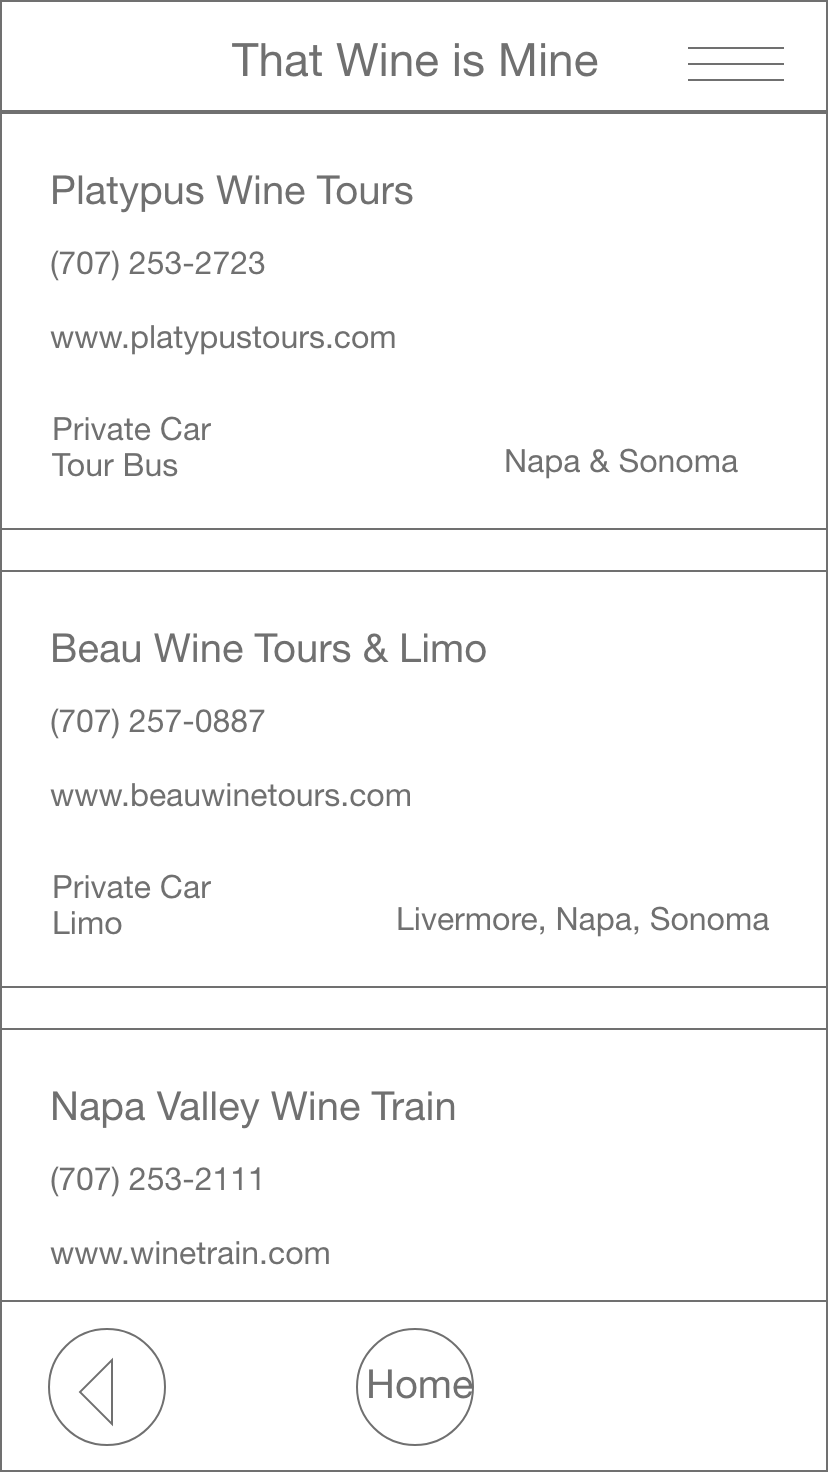 That Wine is Mine
Platypus Wine Tours
(707) 253-2723
www.platypustours.com
Private Car
Tour Bus
Napa & Sonoma
Beau Wine Tours & Limo
(707) 257-0887
www.beauwinetours.com
Private Car
Limo
Livermore, Napa, Sonoma
Napa Valley Wine Train
(707) 253-2111
www.winetrain.com
Home